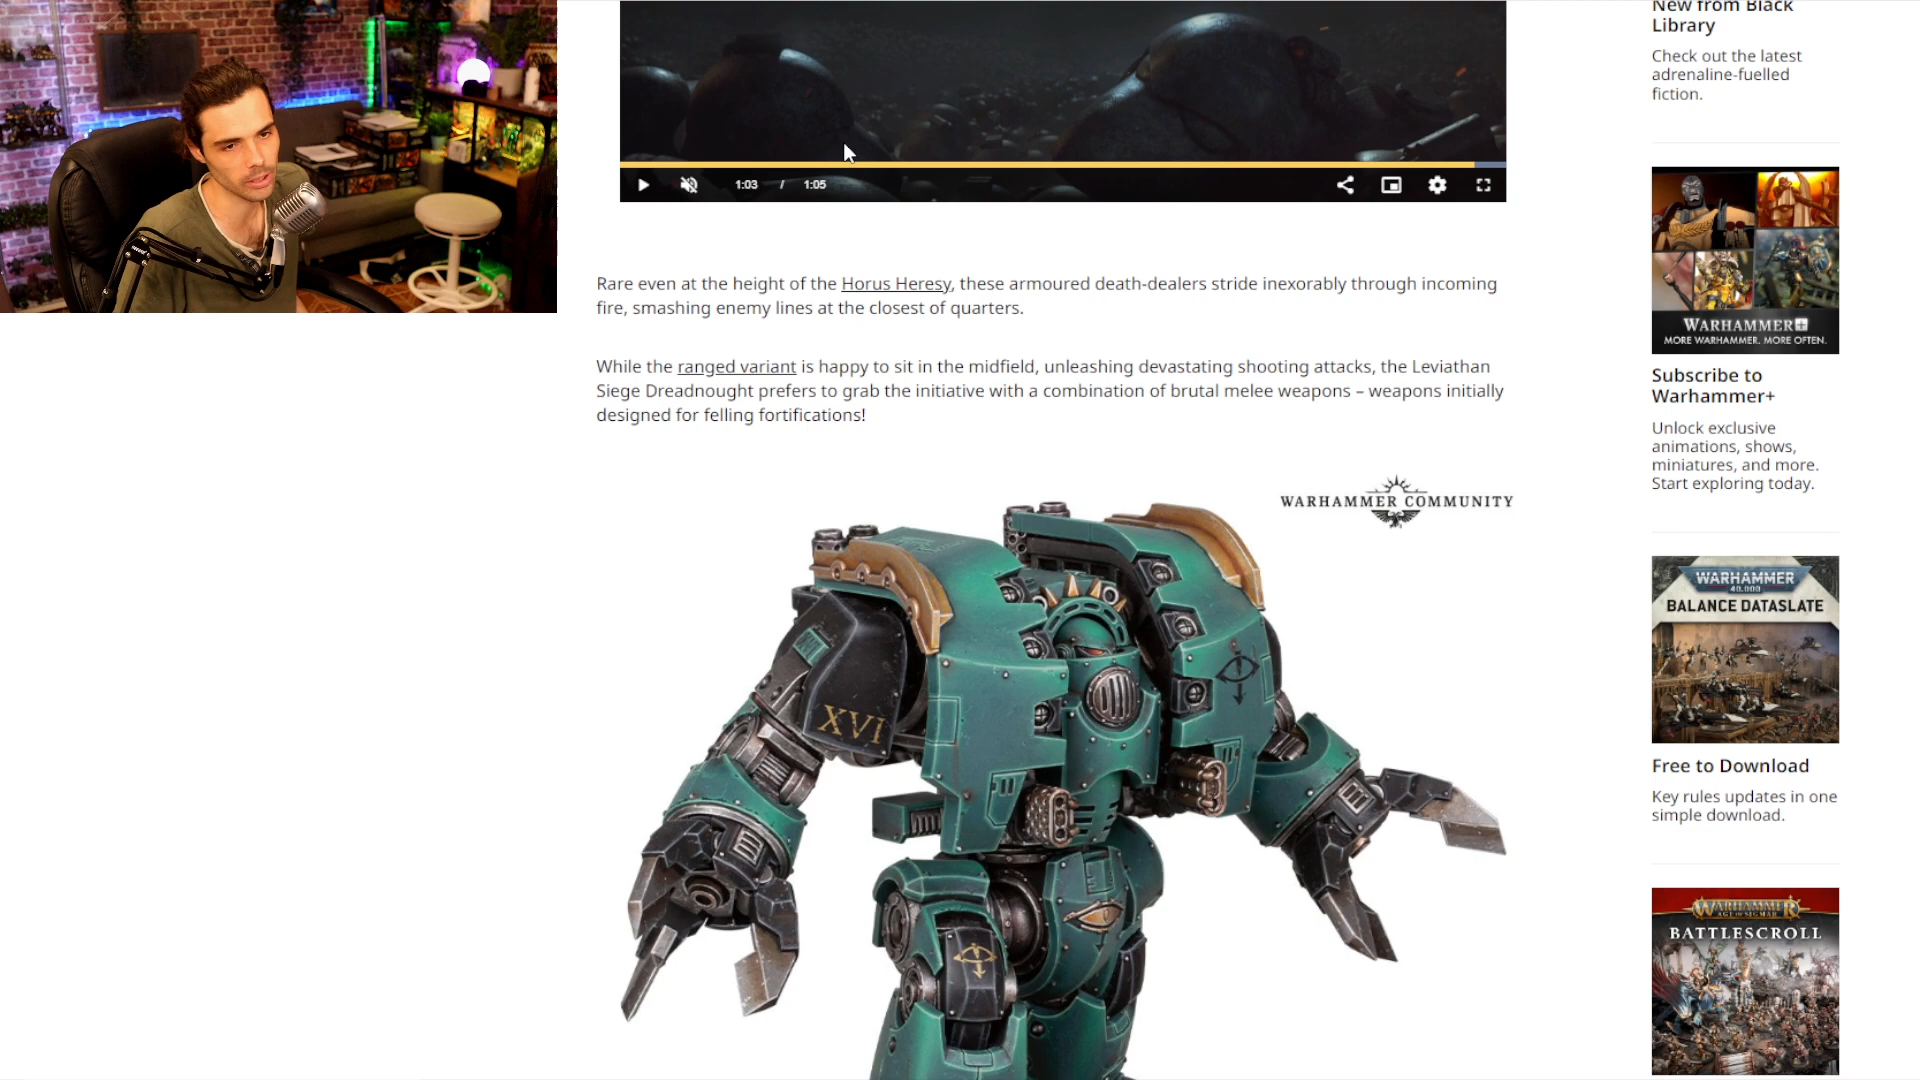 1:03 / 1:05
Rare even at the height of the Horus Heresy, these armoured death-dealers stride inexorably through incoming
fire, smashing enemy lines at the closest of quarters.
While the ranged variant is happy to sit in the midfield, unleashing devastating shooting attacks, the Leviathan
Siege Dreadnought prefers to grab the initiative with a combination of brutal melee weapons – weapons initially
designed for felling fortifications!
WARHAMMER COMMUNITY
XVI
New from Black
Library
Check out the latest
adrenaline-fuelled
fiction.
WARHAMMER+
MORE WARHAMMER. MORE OFTEN.
Subscribe to
Warhammer+
Unlock exclusive
animations, shows,
miniatures, and more.
Start exploring today.
WARHAMMER
40,000
BALANCE DATASLATE
Free to Download
Key rules updates in one
simple download.
WARHAMMER
AGE OF SIGMAR
BATTLESCROLL